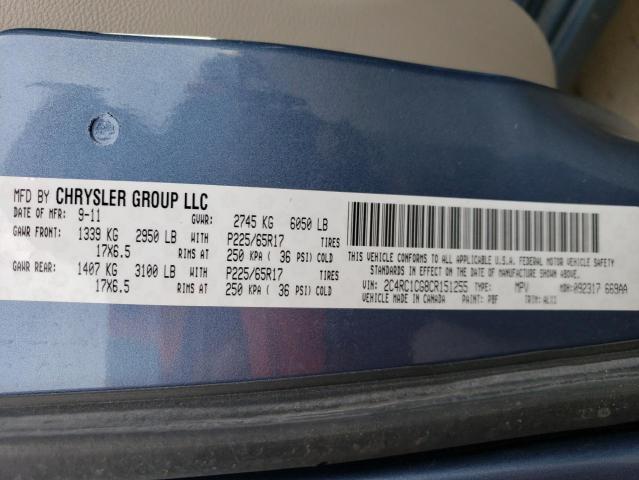 MFD BY CHRYSLER GROUP LLC
DATE OF MFR: 9-11 GVWR: 2745 KG 6050 LB
GAWR FRONT: 1339 KG 2950 LB WITH P225/65R17 TIRES
17X6.5 RIMS AT 250 KPA ( 36 PSI) COLD
GAWR REAR: 1407 KG 3100 LB WITH P225/65R17 TIRES
17X6.5 RIMS AT 250 KPA ( 36 PSI) COLD
THIS VEHICLE CONFORMS TO ALL APPLICABLE U.S.A. FEDERAL MOTOR VEHICLE SAFETY
STANDARDS IN EFFECT ON THE DATE OF MANUFACTURE SHOWN ABOVE.
VIN: 2C4RC1CG8CR151255 TYPE: MPV MDH: 092317 669AA
VEHICLE MADE IN CANADA PAINT: PBF TRIM: